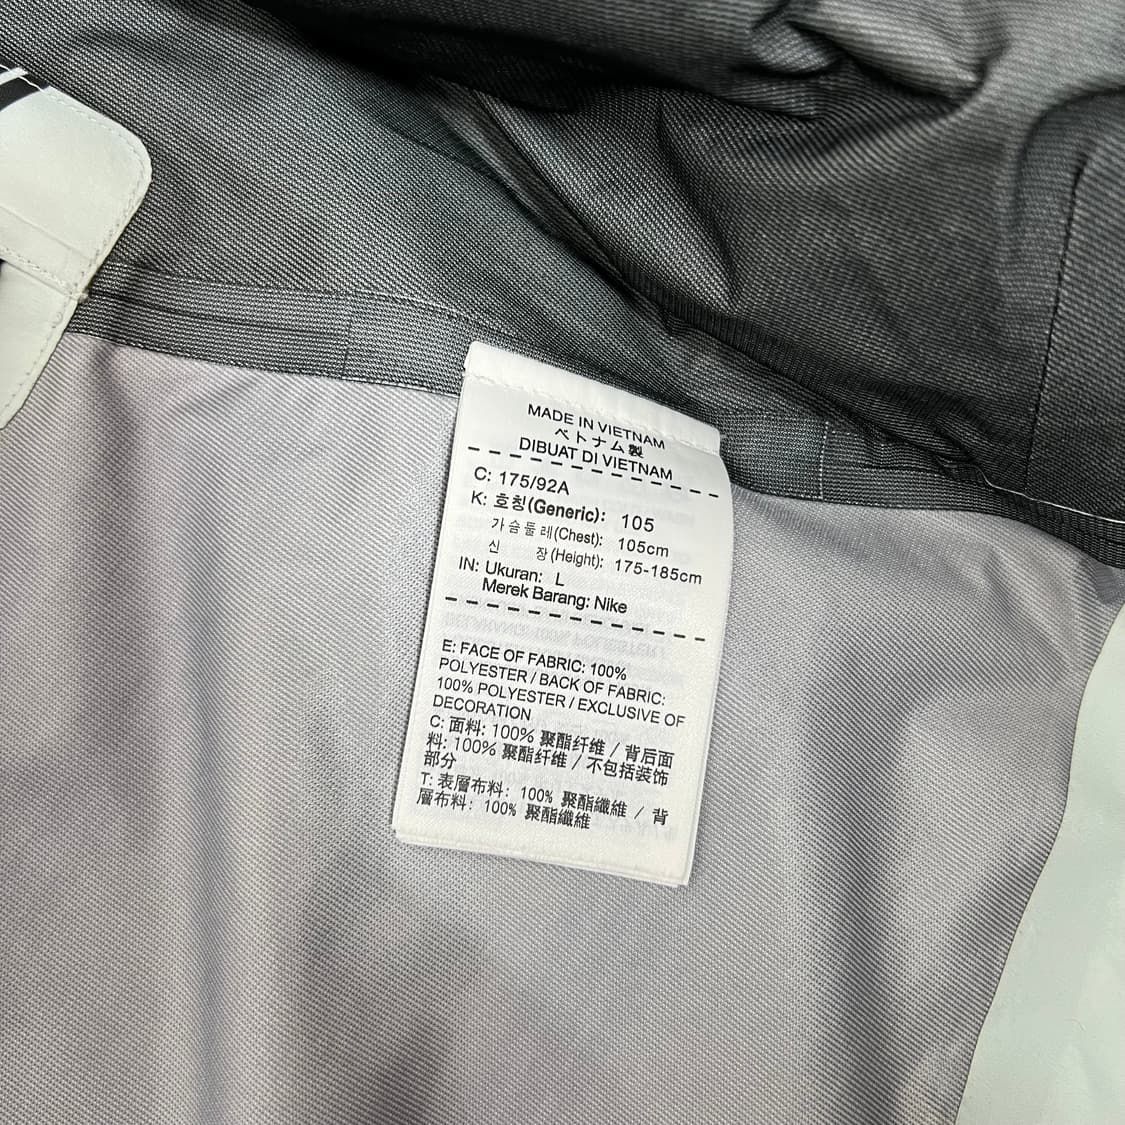 MADE IN VIETNAM
ベトナム製
DIBUAT DI VIETNAM
C: 175/92A
K: 호칭(Generic): 105
가슴둘레(Chest): 105cm
신 장(Height): 175-185cm
IN: Ukuran: L
Merek Barang: Nike
E: FACE OF FABRIC: 100%
POLYESTER / BACK OF FABRIC:
100% POLYESTER / EXCLUSIVE OF
DECORATION
C: 面料: 100% 聚酯纤维 / 背后面
料: 100% 聚酯纤维 / 不包括装饰
部分
T: 表層布料: 100% 聚酯纖維 / 背
層布料: 100% 聚酯纖維